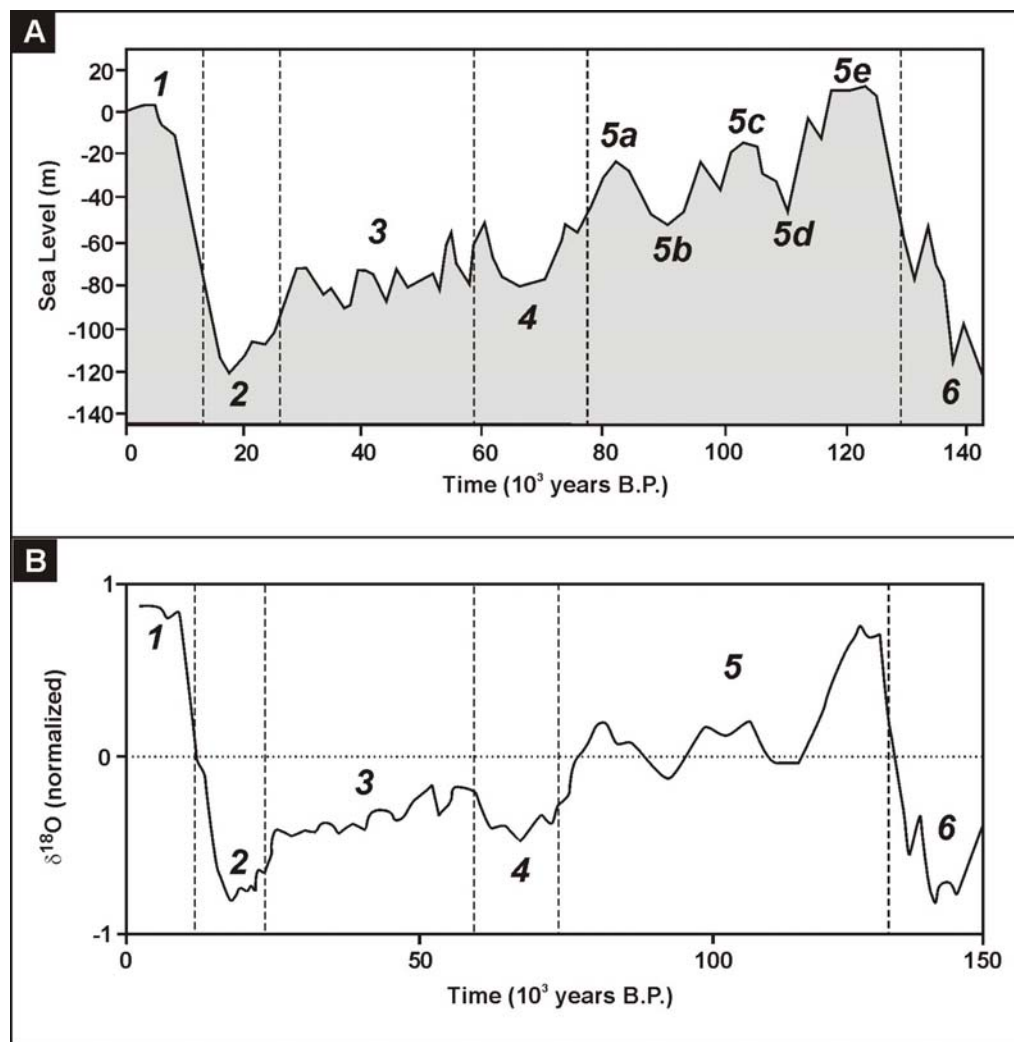 A
20
0
-20
-40
-60
-80
-100
-120
-140
Sea Level (m)
1
2
3
4
5a
5b
5c
5d
5e
6
0 20 40 60 80 100 120 140
Time (10³ years B.P.)
B
1
0
-1
δ¹⁸O (normalized)
1
2
3
4
5
6
0 50 100 150
Time (10³ years B.P.)